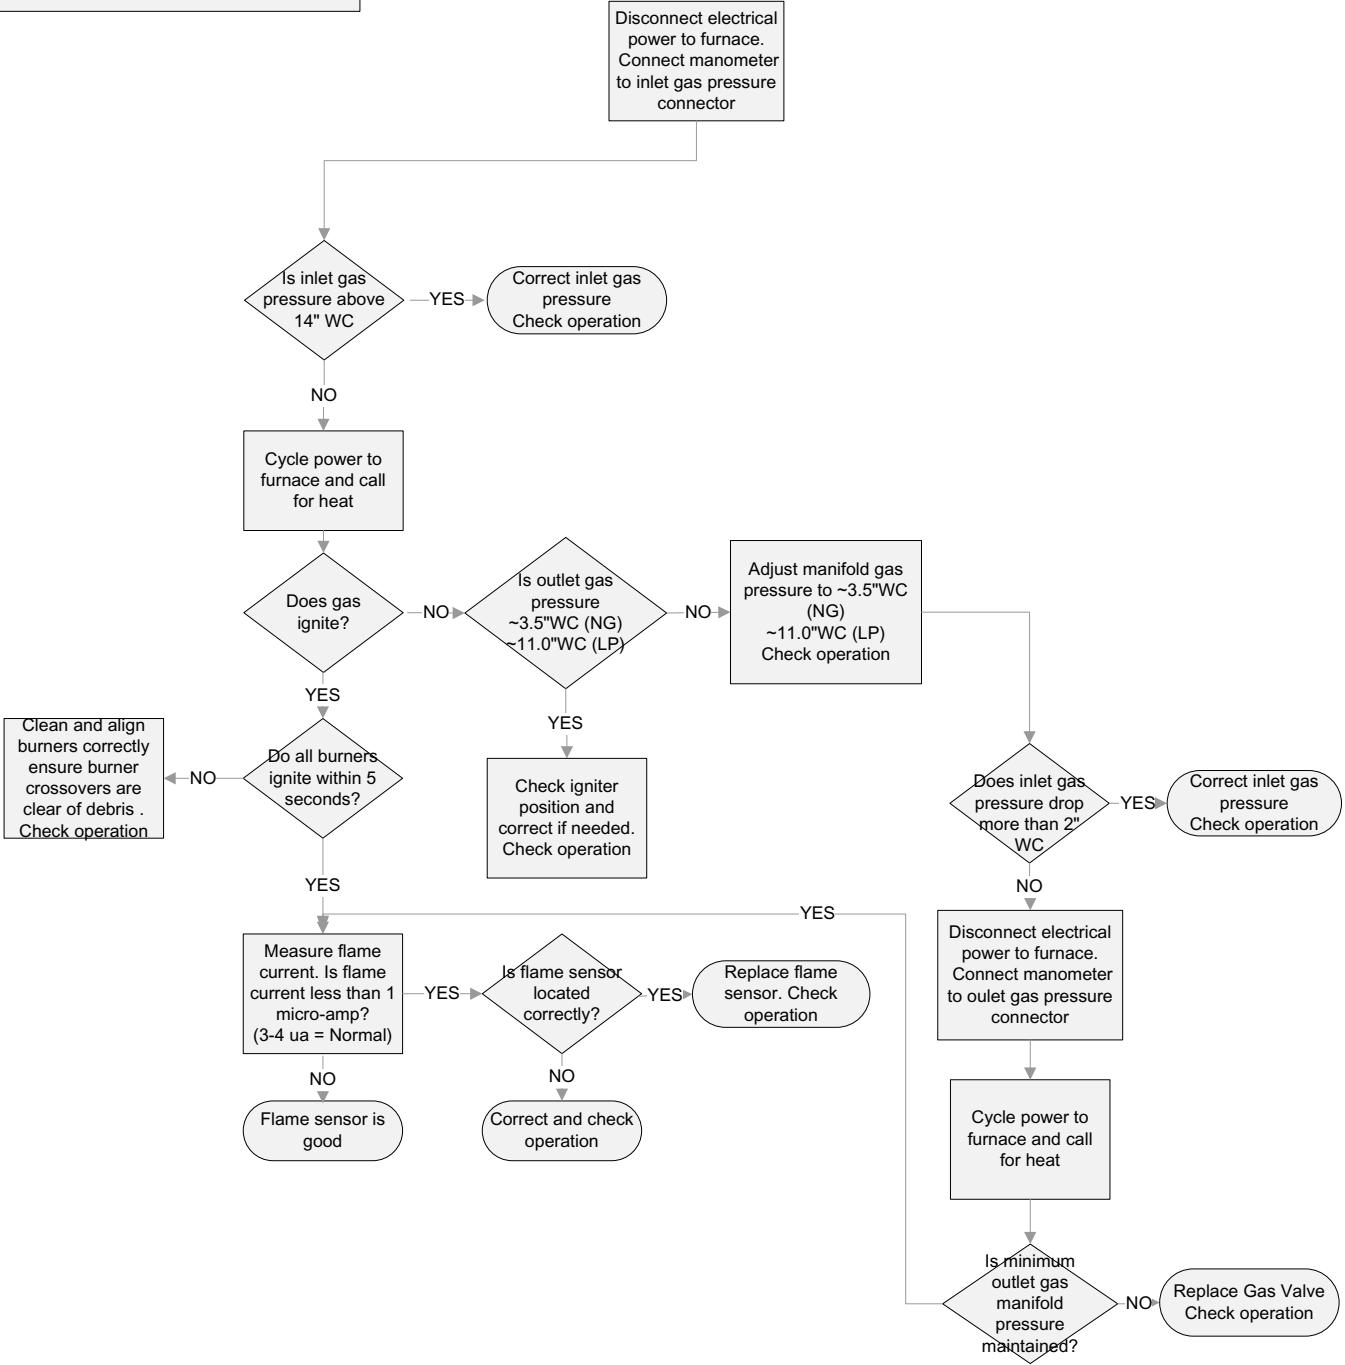 Disconnect electrical
power to furnace.
Connect manometer
to inlet gas pressure
connector
Is inlet gas
pressure above
14" WC
YES
Correct inlet gas
pressure
Check operation
NO
Cycle power to
furnace and call
for heat
Does gas
ignite?
NO
Is outlet gas
pressure
~3.5"WC (NG)
~11.0"WC (LP)
NO
Adjust manifold gas
pressure to ~3.5"WC
(NG)
~11.0"WC (LP)
Check operation
YES
YES
Clean and align
burners correctly
ensure burner
crossovers are
clear of debris .
Check operation
NO
Do all burners
ignite within 5
seconds?
Check igniter
position and
correct if needed.
Check operation
Does inlet gas
pressure drop
more than 2"
WC
YES
Correct inlet gas
pressure
Check operation
YES
NO
YES
Measure flame
current. Is flame
current less than 1
micro-amp?
(3-4 ua = Normal)
YES
Is flame sensor
located
correctly?
YES
Replace flame
sensor. Check
operation
Disconnect electrical
power to furnace.
Connect manometer
to oulet gas pressure
connector
NO
NO
Flame sensor is
good
Correct and check
operation
Cycle power to
furnace and call
for heat
Is minimum
outlet gas
manifold
pressure
maintained?
NO
Replace Gas Valve
Check operation